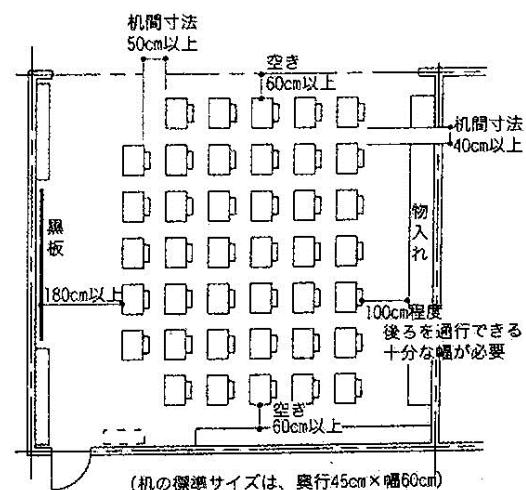 机間寸法
50cm以上
空き
60cm以上
机間寸法
40cm以上
黒板
物入れ
180cm以上
100cm程度
後ろを通行できる
十分な幅が必要
空き
60cm以上
(机の標準サイズは、奥行45cm×幅60cm)